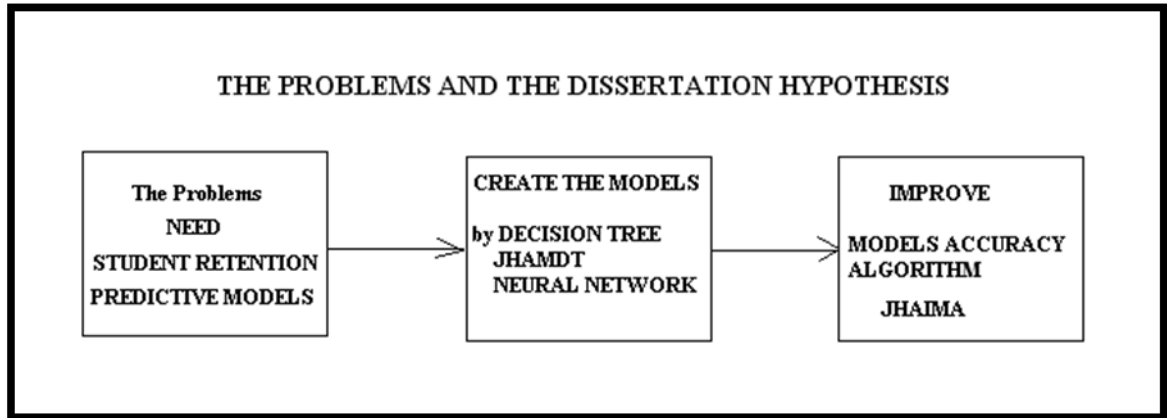 THE PROBLEMS AND THE DISSERTATION HYPOTHESIS
The Problems
NEED
STUDENT RETENTION
PREDICTIVE MODELS
CREATE THE MODELS
by DECISION TREE
JHAMDT
NEURAL NETWORK
IMPROVE
MODELS ACCURACY
ALGORITHM
JHAIMA